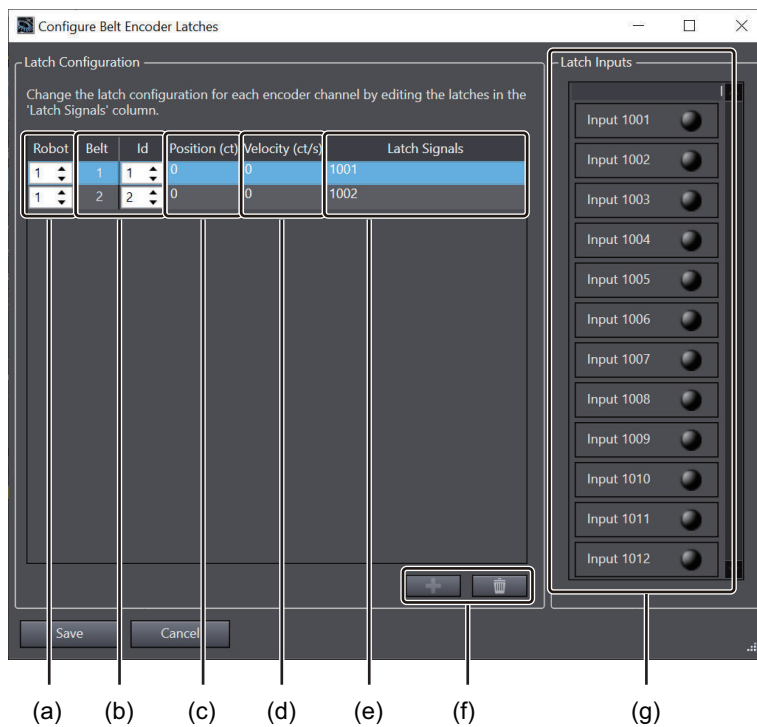 Configure Belt Encoder Latches
Latch Configuration
Change the latch configuration for each encoder channel by editing the latches in the
'Latch Signals' column.
Robot Belt Id Position (ct) Velocity (ct/s) Latch Signals
1 1 1 0 0 1001
1 2 2 0 0 1002
Save Cancel
Latch Inputs
Input 1001
Input 1002
Input 1003
Input 1004
Input 1005
Input 1006
Input 1007
Input 1008
Input 1009
Input 1010
Input 1011
Input 1012
(a) (b) (c) (d) (e) (f) (g)